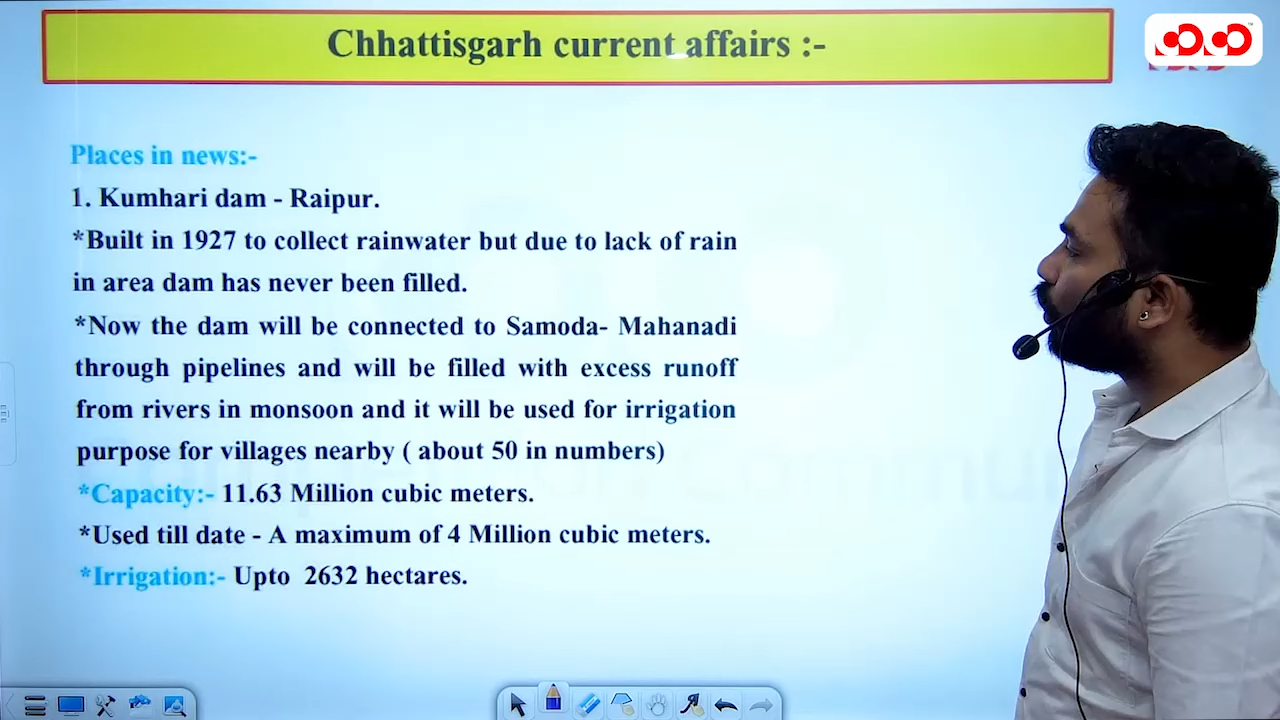 Chhattisgarh current affairs :-
Places in news:-
1. Kumhari dam - Raipur.
*Built in 1927 to collect rainwater but due to lack of rain
in area dam has never been filled.
*Now the dam will be connected to Samoda- Mahanadi
through pipelines and will be filled with excess runoff
from rivers in monsoon and it will be used for irrigation
purpose for villages nearby ( about 50 in numbers)
*Capacity:- 11.63 Million cubic meters.
*Used till date - A maximum of 4 Million cubic meters.
*Irrigation:- Upto 2632 hectares.